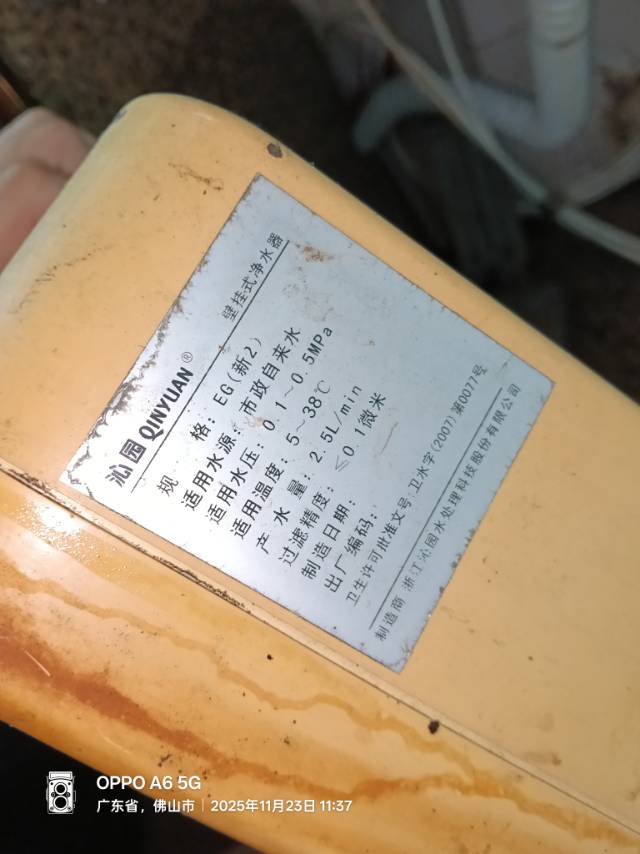 沁园 QINYUAN® 壁挂式净水器
规 格：EG(新2)
适用水源：市政自来水
适用水压：0.1~0.5MPa
适用温度：5~38℃
产 水 量：2.5L/min
过滤精度：≤0.1微米
制造日期：
出厂编码：
卫生许可批准文号:卫水字(2007)第0077号
制造商 浙江沁园水处理科技股份有限公司
OPPO A6 5G
广东省，佛山市 | 2025年11月23日 11:37